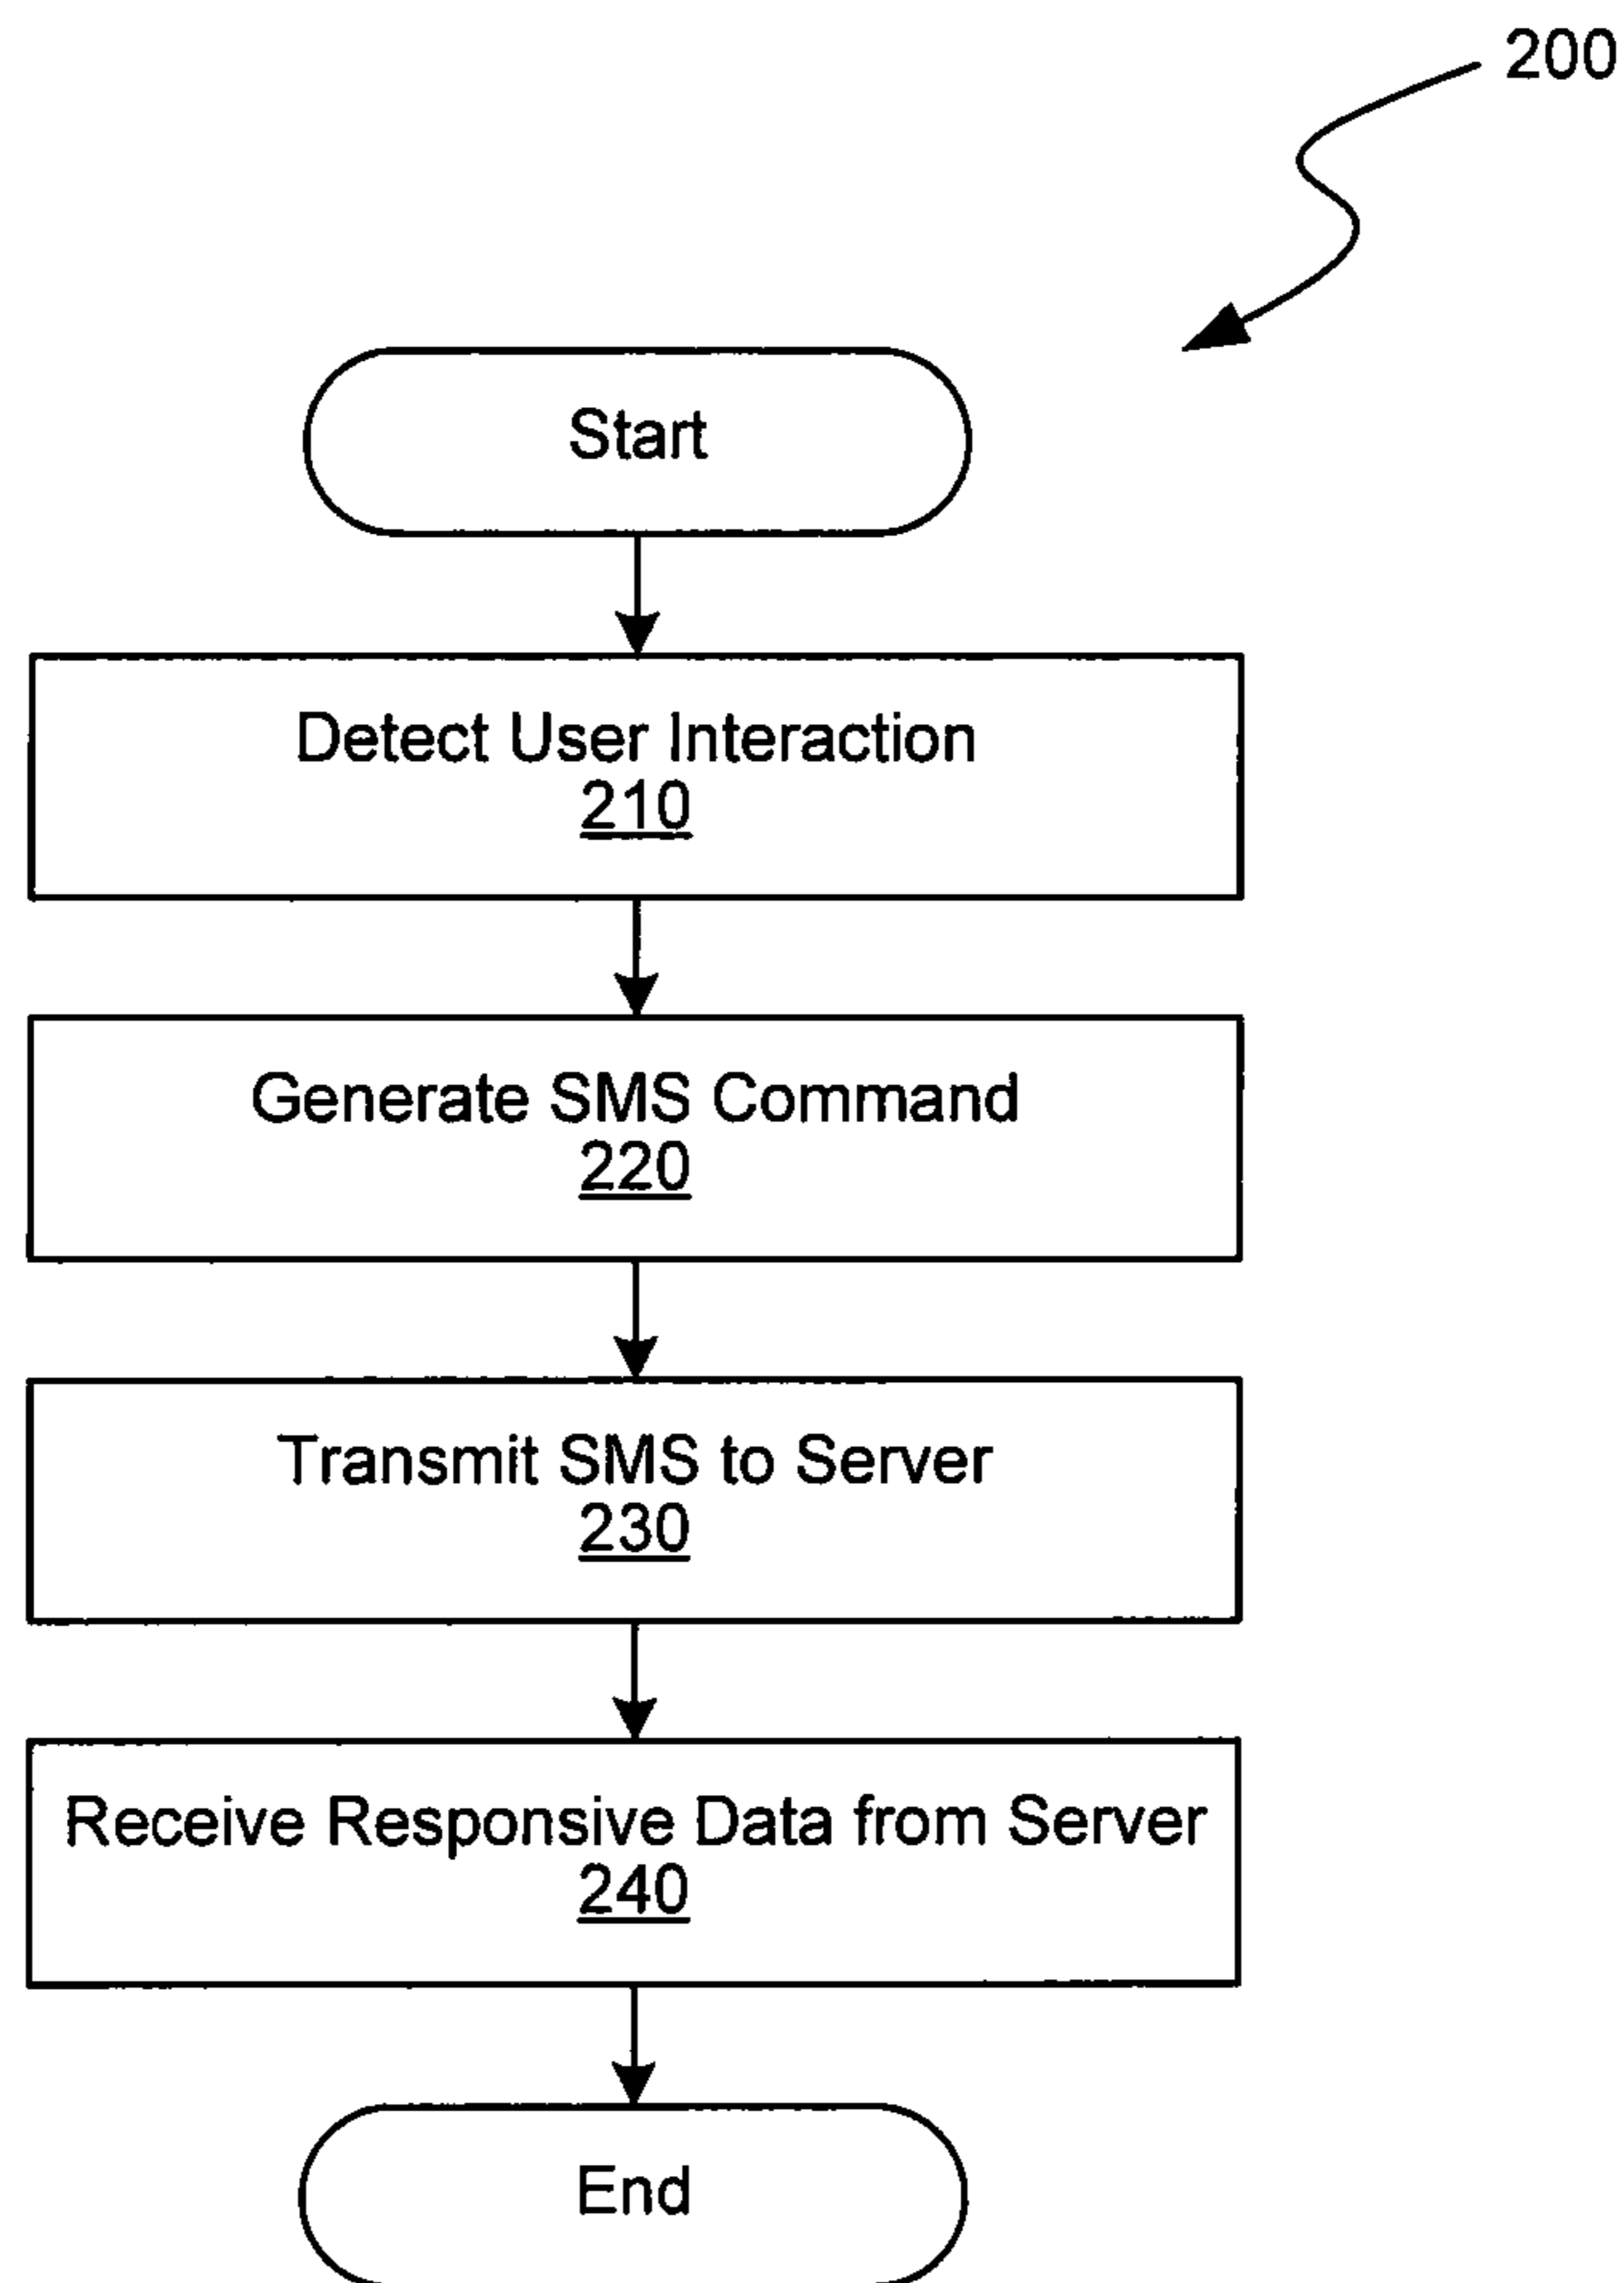 200
Start
Detect User Interaction
210
Generate SMS Command
220
Transmit SMS to Server
230
Receive Responsive Data from Server
240
End